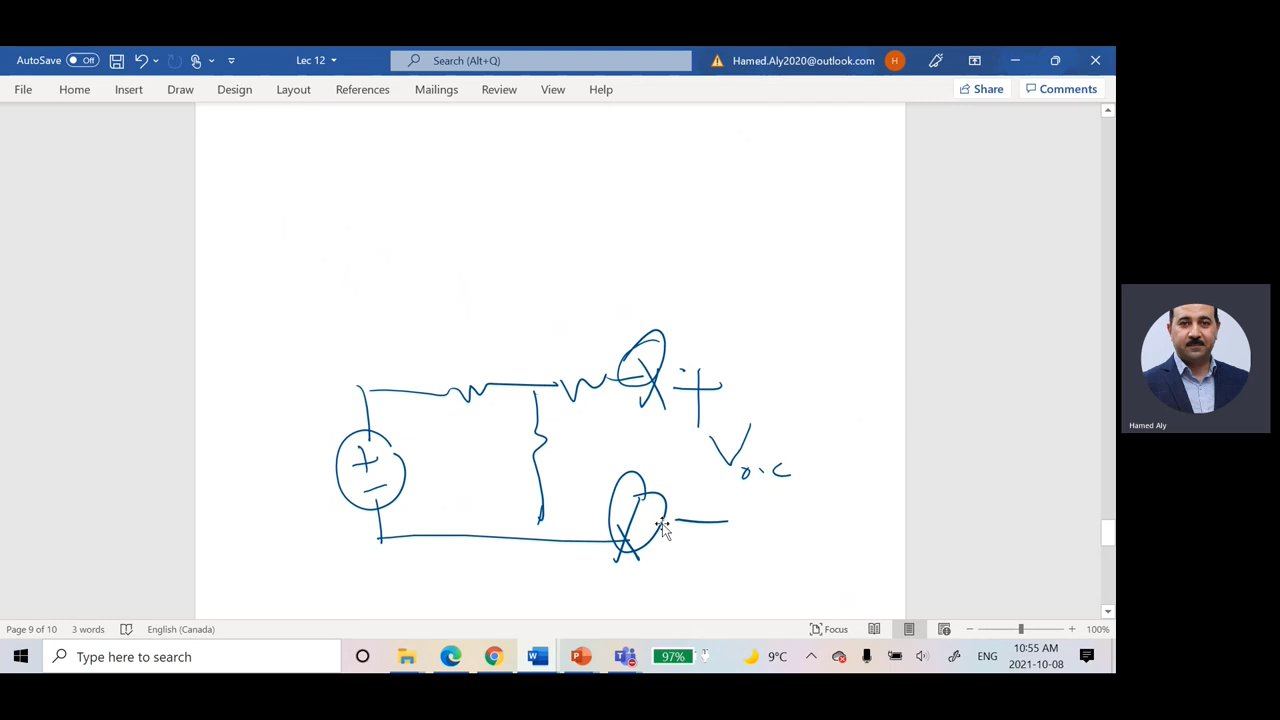 AutoSave Off Lec 12 Search (Alt+Q) Hamed.Aly2020@outlook.com H
File Home Insert Draw Design Layout References Mailings Review View Help Share Comments
+
+
V o.c
Hamed Aly
Page 9 of 10 3 words English (Canada) Focus 100%
Type here to search 97% 9°C ENG 10:55 AM
2021-10-08